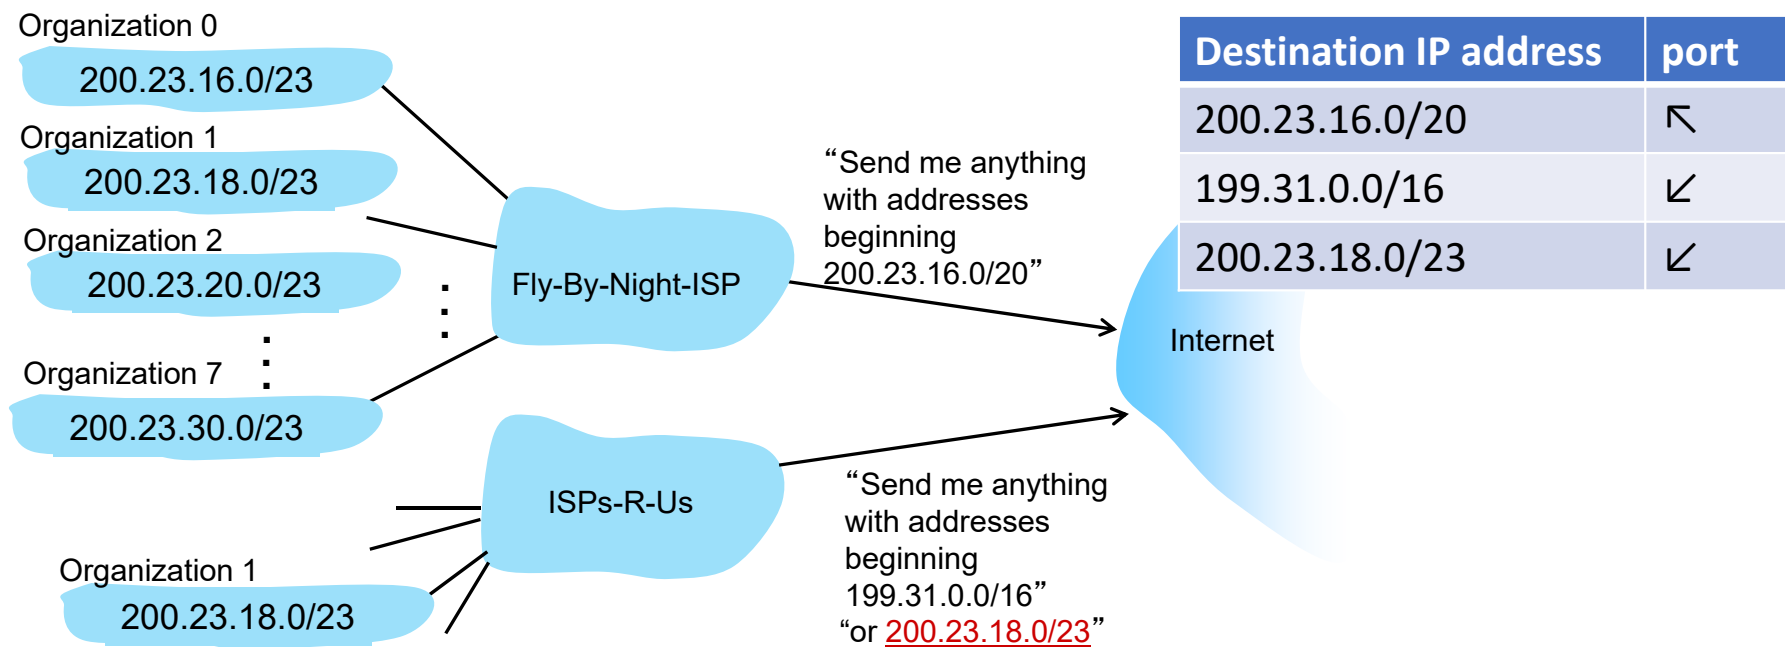 Organization 0
200.23.16.0/23
Organization 1
200.23.18.0/23
Organization 2
200.23.20.0/23
Organization 7
200.23.30.0/23
Fly-By-Night-ISP
“Send me anything
with addresses
beginning
200.23.16.0/20”
Organization 1
200.23.18.0/23
ISPs-R-Us
“Send me anything
with addresses
beginning
199.31.0.0/16”
“or 200.23.18.0/23”
Internet
Destination IP address port
200.23.16.0/20 ↖
199.31.0.0/16 ↙
200.23.18.0/23 ↙